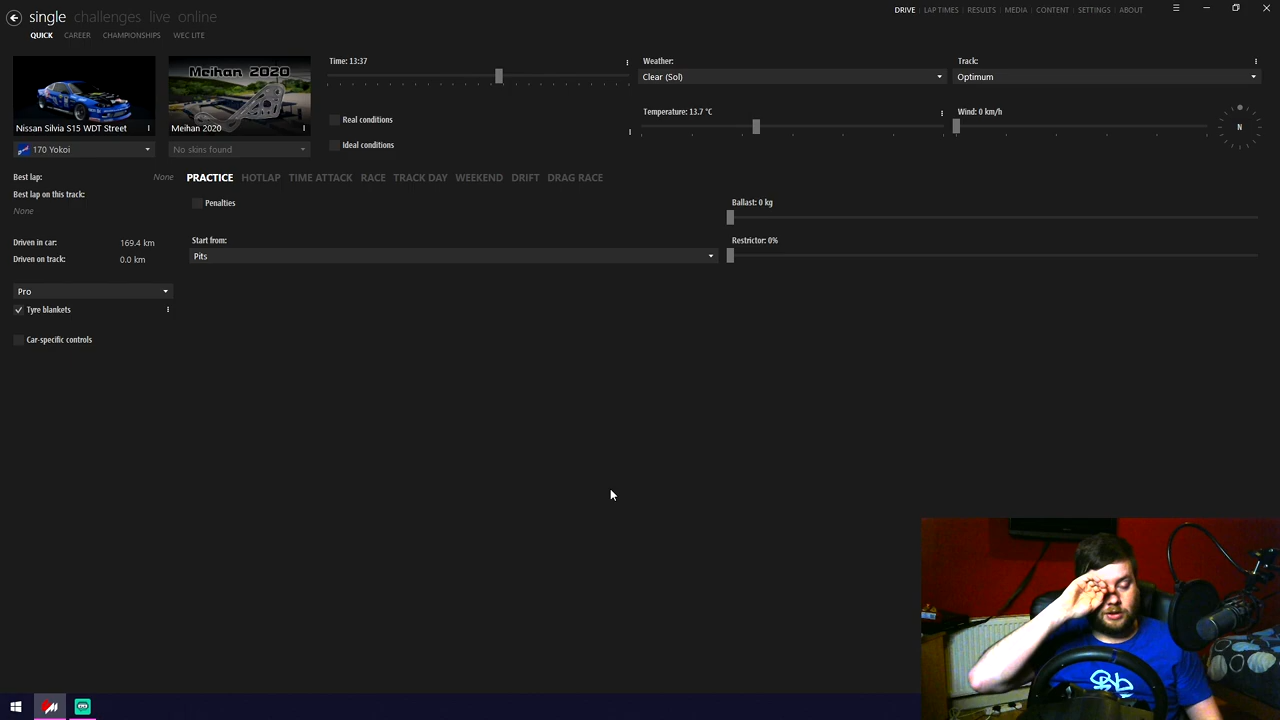 single challenges live online
DRIVE | LAP TIMES | RESULTS | MEDIA | CONTENT | SETTINGS | ABOUT
QUICK CAREER CHAMPIONSHIPS WEC LITE
Meihan 2020
Nissan Silvia S15 WDT Street
Meihan 2020
170 Yokoi
No skins found
Time: 13:37
Weather:
Clear (Sol)
Track:
Optimum
Real conditions
Ideal conditions
Temperature: 13.7 °C
Wind: 0 km/h
N
Best lap: None
Best lap on this track:
None
Driven in car: 169.4 km
Driven on track: 0.0 km
Pro
Tyre blankets
Car-specific controls
PRACTICE HOTLAP TIME ATTACK RACE TRACK DAY WEEKEND DRIFT DRAG RACE
Penalties
Start from:
Pits
Ballast: 0 kg
Restrictor: 0%